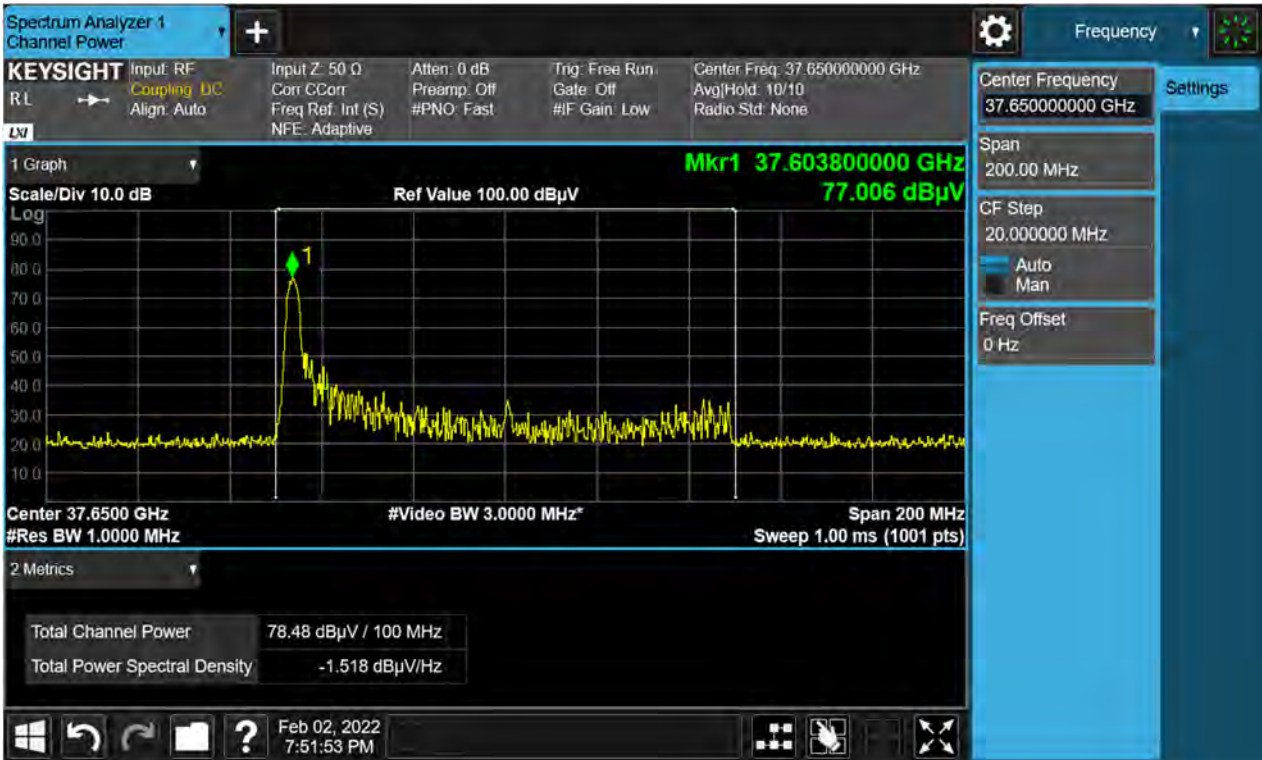 Spectrum Analyzer 1
Channel Power
+
Frequency
KEYSIGHT
RL
LXI
Input: RF
Coupling: DC
Align: Auto
Input Z: 50 Ω
Corr CCorr
Freq Ref: Int (S)
NFE: Adaptive
Atten: 0 dB
Preamp: Off
#PNO: Fast
Trig: Free Run
Gate: Off
#IF Gain: Low
Center Freq: 37.650000000 GHz
Avg|Hold: 10/10
Radio Std: None
Center Frequency
37.650000000 GHz
Settings
Span
200.00 MHz
CF Step
20.000000 MHz
Auto
Man
Freq Offset
0 Hz
1 Graph
Mkr1 37.603800000 GHz
77.006 dBµV
Scale/Div 10.0 dB
Ref Value 100.00 dBµV
Log
90.0
80.0
70.0
60.0
50.0
40.0
30.0
20.0
10.0
1
Center 37.6500 GHz
#Video BW 3.0000 MHz*
Span 200 MHz
#Res BW 1.0000 MHz
Sweep 1.00 ms (1001 pts)
2 Metrics
Total Channel Power 78.48 dBµV / 100 MHz
Total Power Spectral Density -1.518 dBµV/Hz
?
Feb 02, 2022
7:51:53 PM